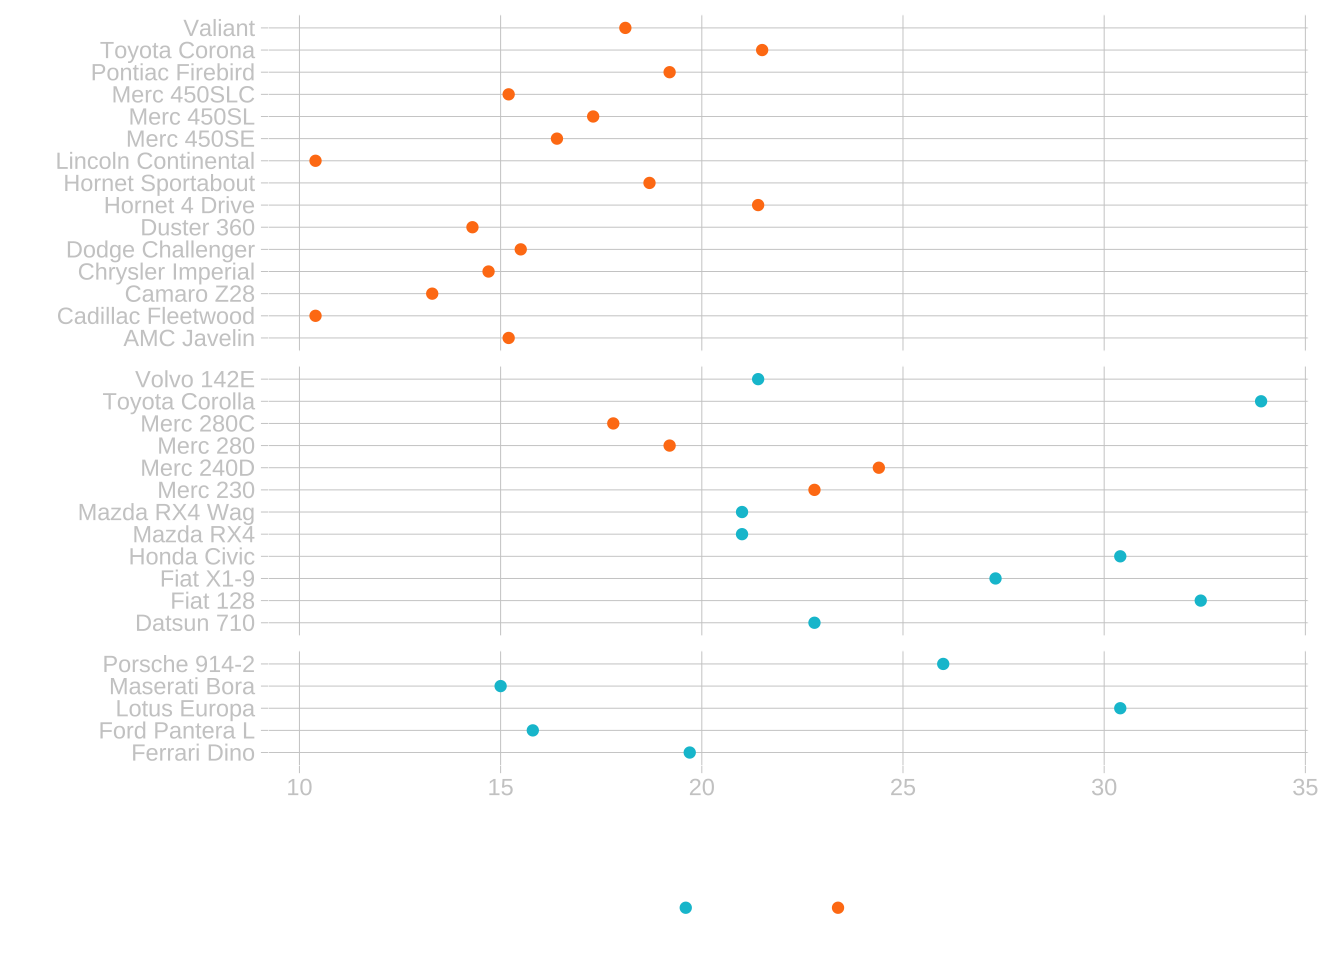 Valiant
Toyota Corona
Pontiac Firebird
Merc 450SLC
Merc 450SL
Merc 450SE
Lincoln Continental
Hornet Sportabout
Hornet 4 Drive
Duster 360
Dodge Challenger
Chrysler Imperial
Camaro Z28
Cadillac Fleetwood
AMC Javelin
Volvo 142E
Toyota Corolla
Merc 280C
Merc 280
Merc 240D
Merc 230
Mazda RX4 Wag
Mazda RX4
Honda Civic
Fiat X1-9
Fiat 128
Datsun 710
Porsche 914-2
Maserati Bora
Lotus Europa
Ford Pantera L
Ferrari Dino
10 15 20 25 30 35